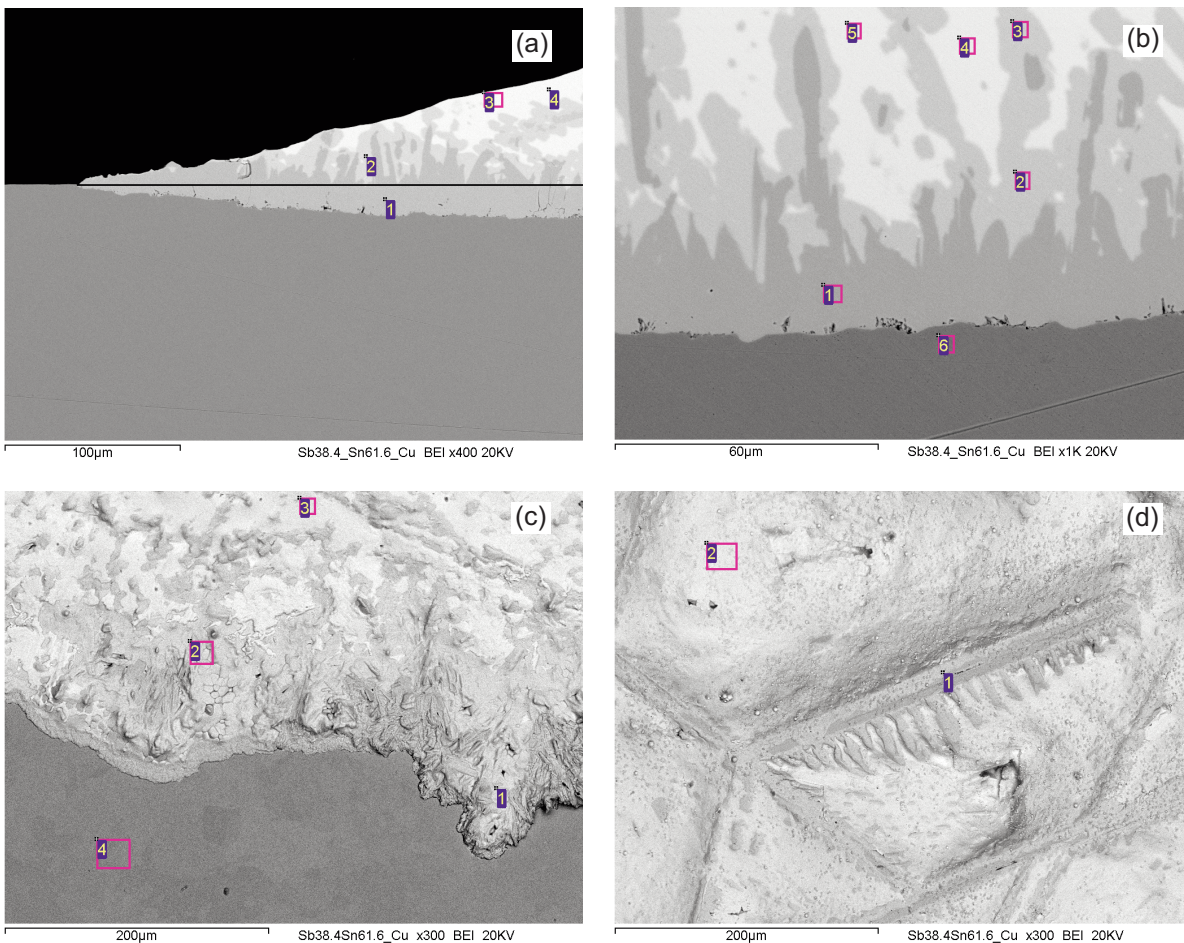 (a)
3
4
2
1
100µm
Sb38.4_Sn61.6_Cu BEI x400 20KV
(b)
5
4
3
2
1
6
60µm
Sb38.4_Sn61.6_Cu BEI x1K 20KV
(c)
3
2
1
4
200µm
Sb38.4Sn61.6_Cu x300 BEI 20KV
(d)
2
1
200µm
Sb38.4Sn61.6_Cu x300 BEI 20KV